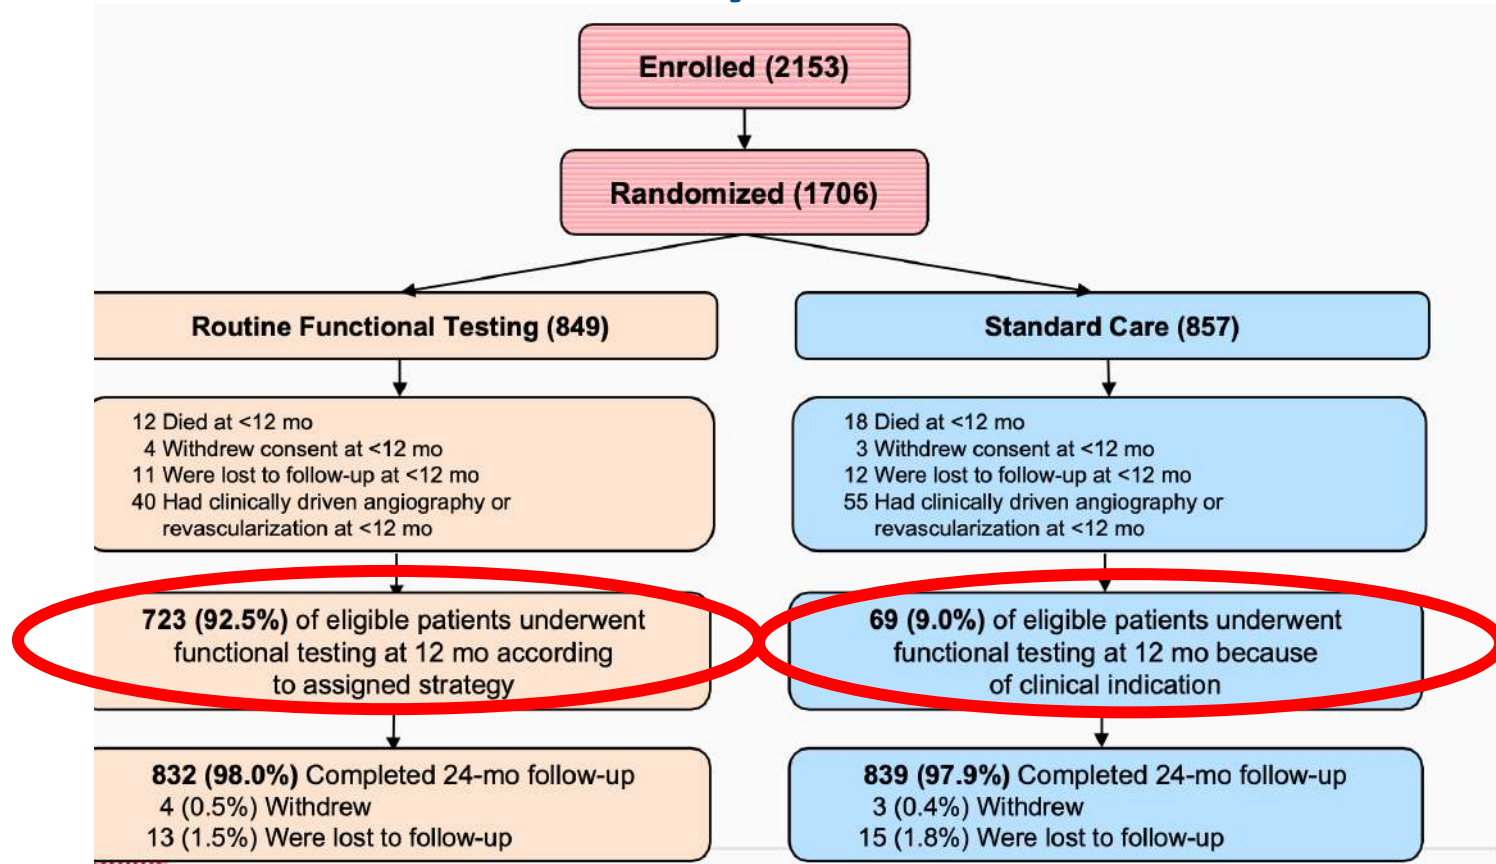 Enrolled (2153)
Randomized (1706)
Routine Functional Testing (849)
12 Died at <12 mo
4 Withdrew consent at <12 mo
11 Were lost to follow-up at <12 mo
40 Had clinically driven angiography or
revascularization at <12 mo
723 (92.5%) of eligible patients underwent
functional testing at 12 mo according
to assigned strategy
832 (98.0%) Completed 24-mo follow-up
4 (0.5%) Withdrew
13 (1.5%) Were lost to follow-up
Standard Care (857)
18 Died at <12 mo
3 Withdrew consent at <12 mo
12 Were lost to follow-up at <12 mo
55 Had clinically driven angiography or
revascularization at <12 mo
69 (9.0%) of eligible patients underwent
functional testing at 12 mo because
of clinical indication
839 (97.9%) Completed 24-mo follow-up
3 (0.4%) Withdrew
15 (1.8%) Were lost to follow-up